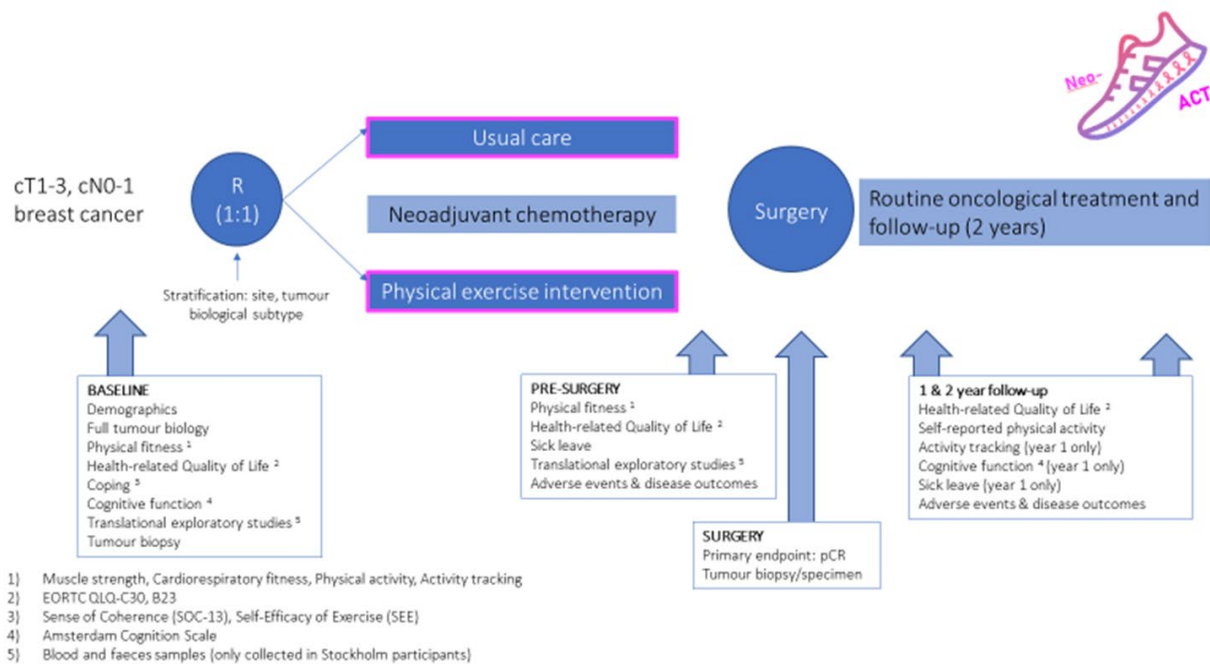 Neo-
ACT
Usual care
cT1-3, cN0-1
breast cancer
R
(1:1)
Neoadjuvant chemotherapy
Surgery
Routine oncological treatment and
follow-up (2 years)
Physical exercise intervention
Stratification: site, tumour
biological subtype
BASELINE
Demographics
Full tumour biology
Physical fitness ¹
Health-related Quality of Life ²
Coping ³
Cognitive function ⁴
Translational exploratory studies ⁵
Tumour biopsy
PRE-SURGERY
Physical fitness ¹
Health-related Quality of Life ²
Sick leave
Translational exploratory studies ⁵
Adverse events & disease outcomes
SURGERY
Primary endpoint: pCR
Tumour biopsy/specimen
1 & 2 year follow-up
Health-related Quality of Life ²
Self-reported physical activity
Activity tracking (year 1 only)
Cognitive function ⁴ (year 1 only)
Sick leave (year 1 only)
Adverse events & disease outcomes
1) Muscle strength, Cardiorespiratory fitness, Physical activity, Activity tracking
2) EORTC QLQ-C30, B23
3) Sense of Coherence (SOC-13), Self-Efficacy of Exercise (SEE)
4) Amsterdam Cognition Scale
5) Blood and faeces samples (only collected in Stockholm participants)